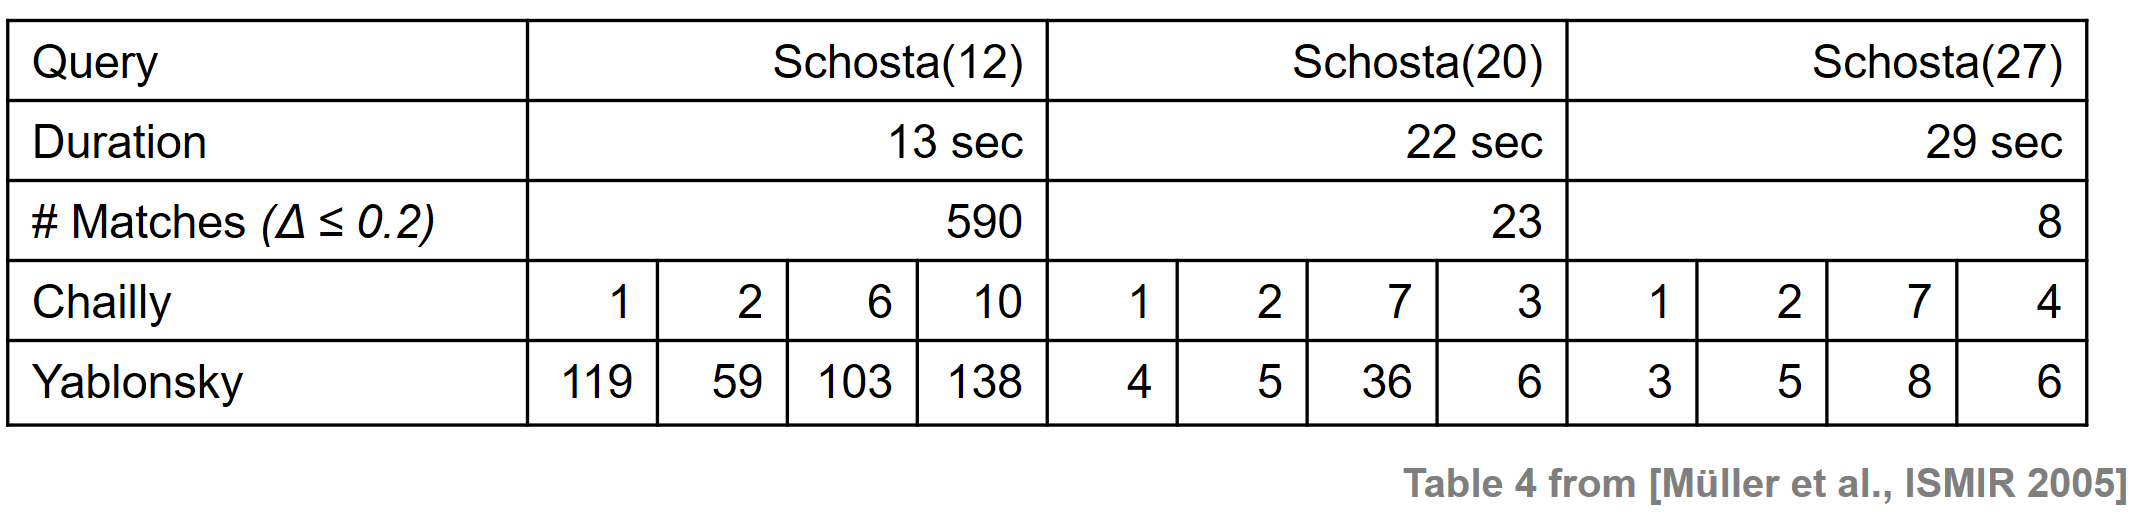 Query Schosta(12) Schosta(20) Schosta(27)
Duration 13 sec 22 sec 29 sec
# Matches (Δ ≤ 0.2) 590 23 8
Chailly 1 2 6 10 1 2 7 3 1 2 7 4
Yablonsky 119 59 103 138 4 5 36 6 3 5 8 6
Table 4 from [Müller et al., ISMIR 2005]